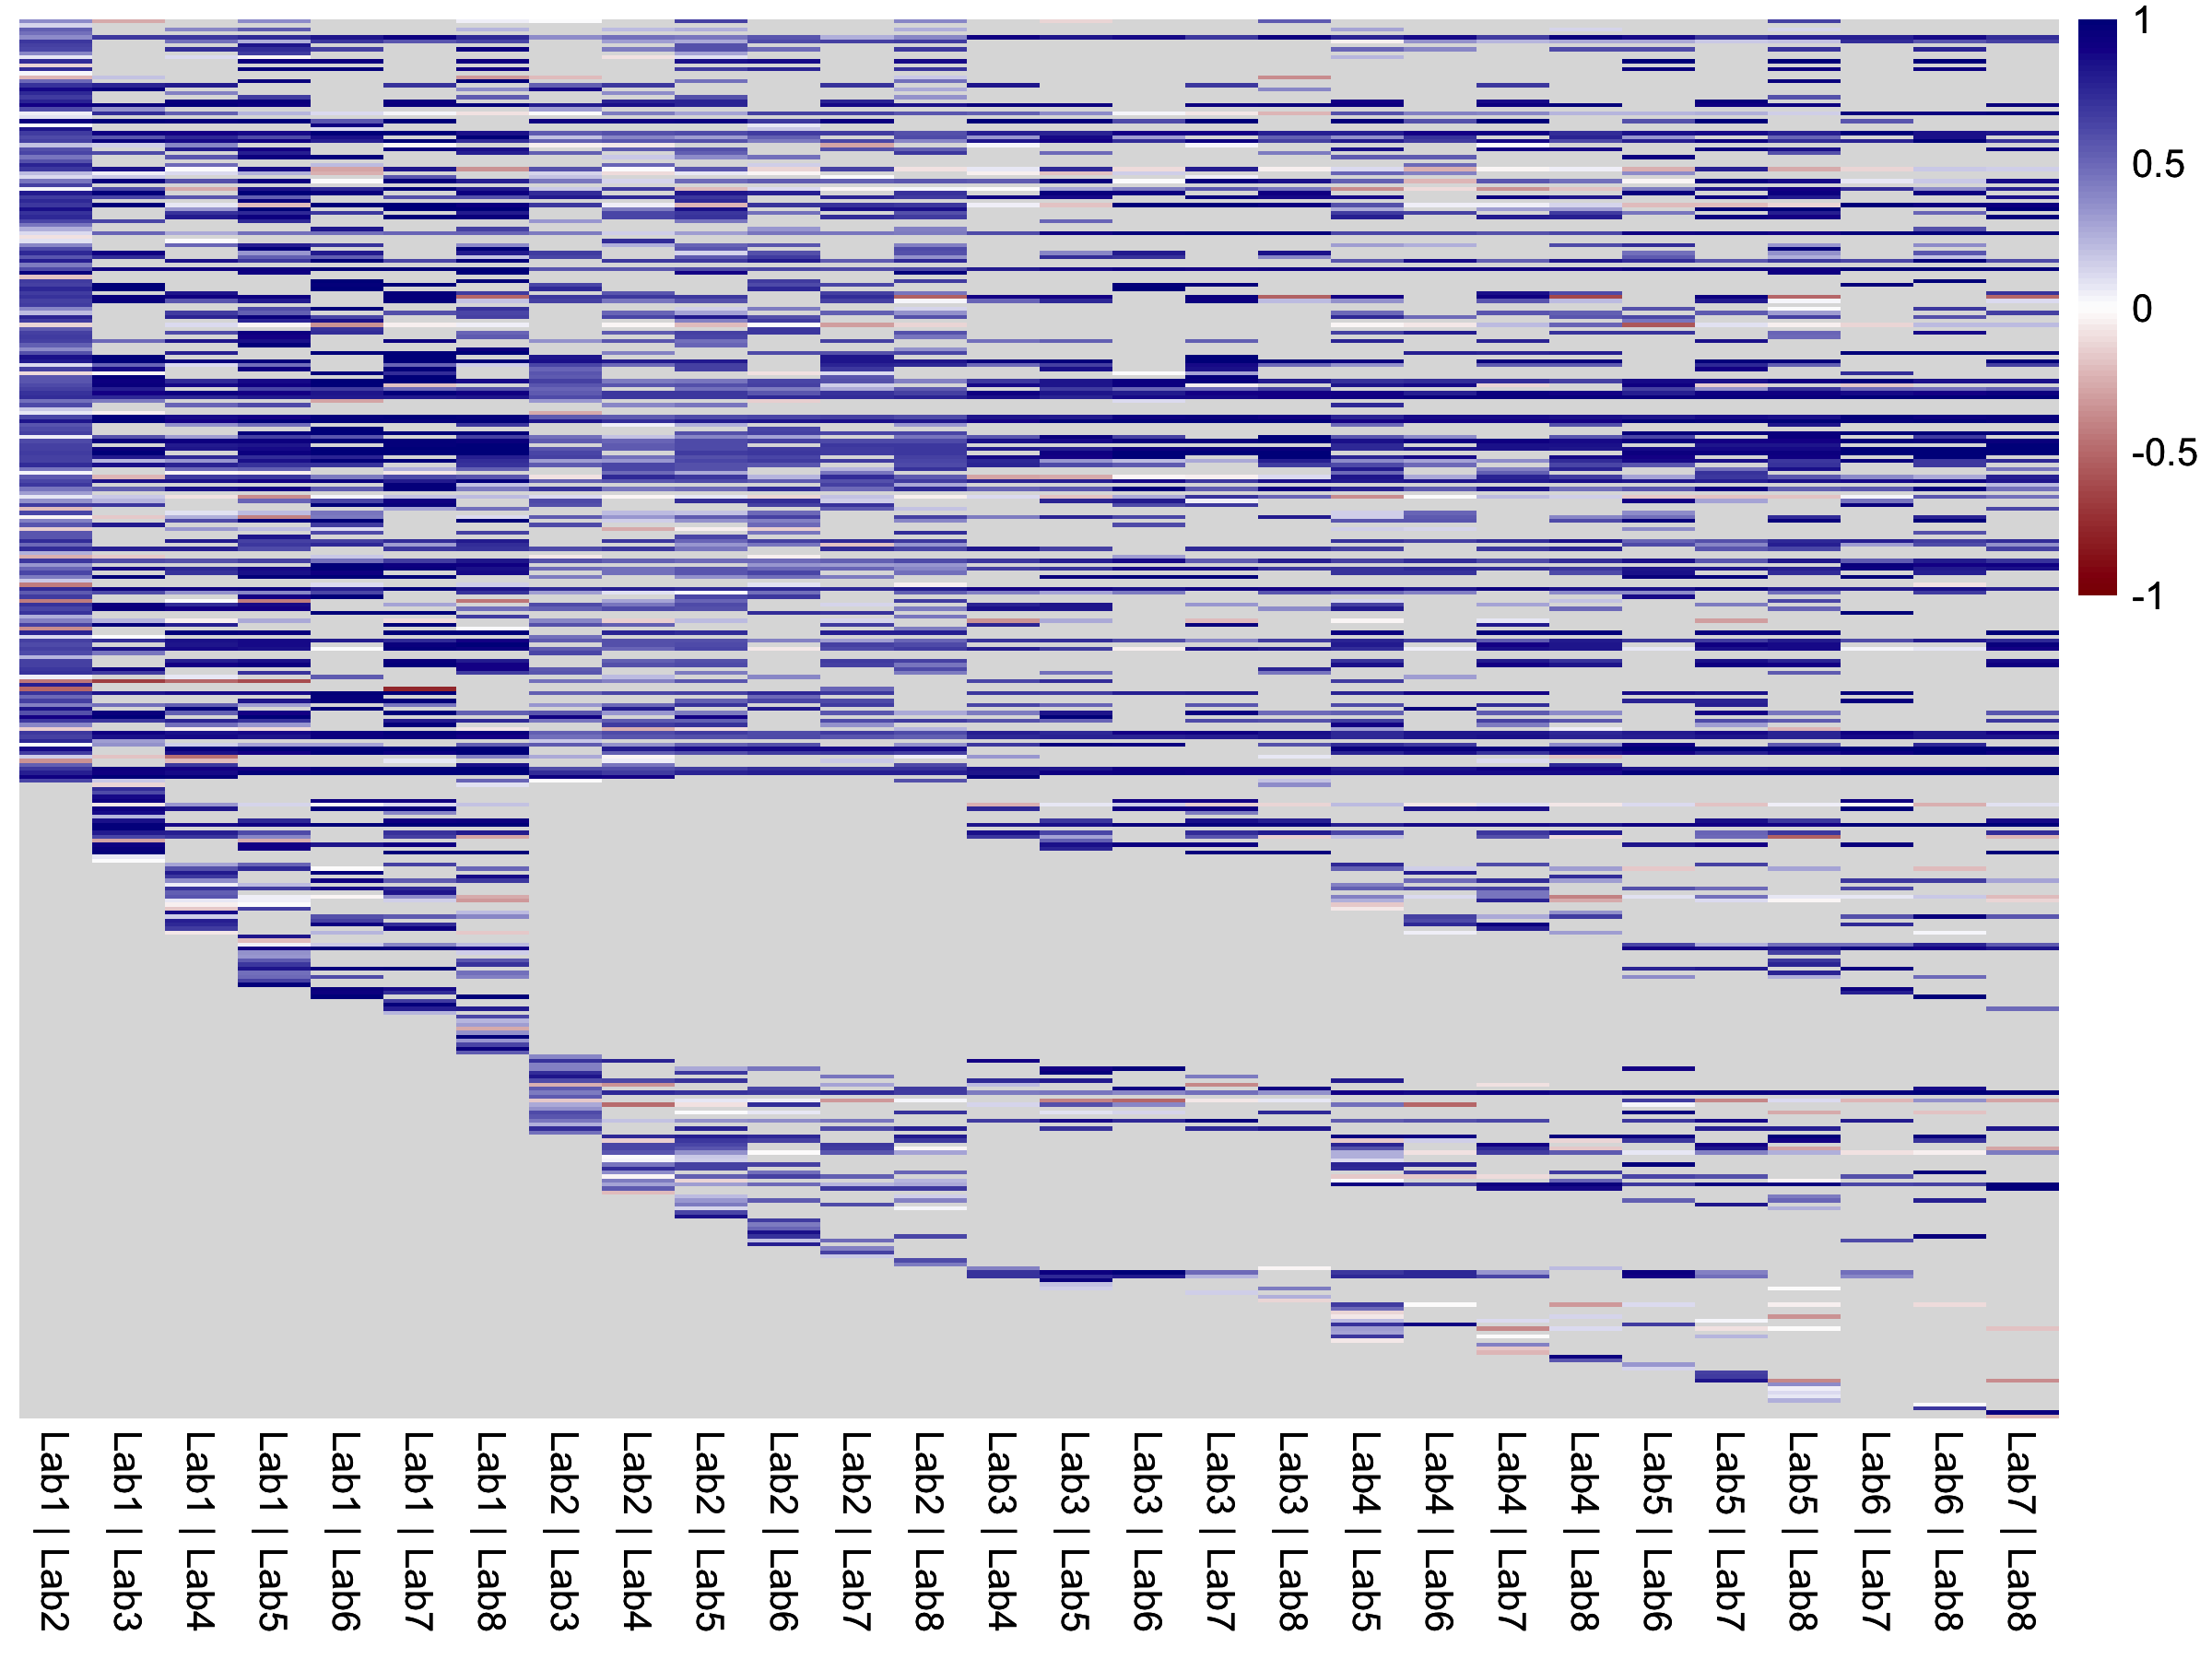 1
0.5
0
-0.5
-1
Lab1 | Lab2
Lab1 | Lab3
Lab1 | Lab4
Lab1 | Lab5
Lab1 | Lab6
Lab1 | Lab7
Lab1 | Lab8
Lab2 | Lab3
Lab2 | Lab4
Lab2 | Lab5
Lab2 | Lab6
Lab2 | Lab7
Lab2 | Lab8
Lab3 | Lab4
Lab3 | Lab5
Lab3 | Lab6
Lab3 | Lab7
Lab3 | Lab8
Lab4 | Lab5
Lab4 | Lab6
Lab4 | Lab7
Lab4 | Lab8
Lab5 | Lab6
Lab5 | Lab7
Lab5 | Lab8
Lab6 | Lab7
Lab6 | Lab8
Lab7 | Lab8